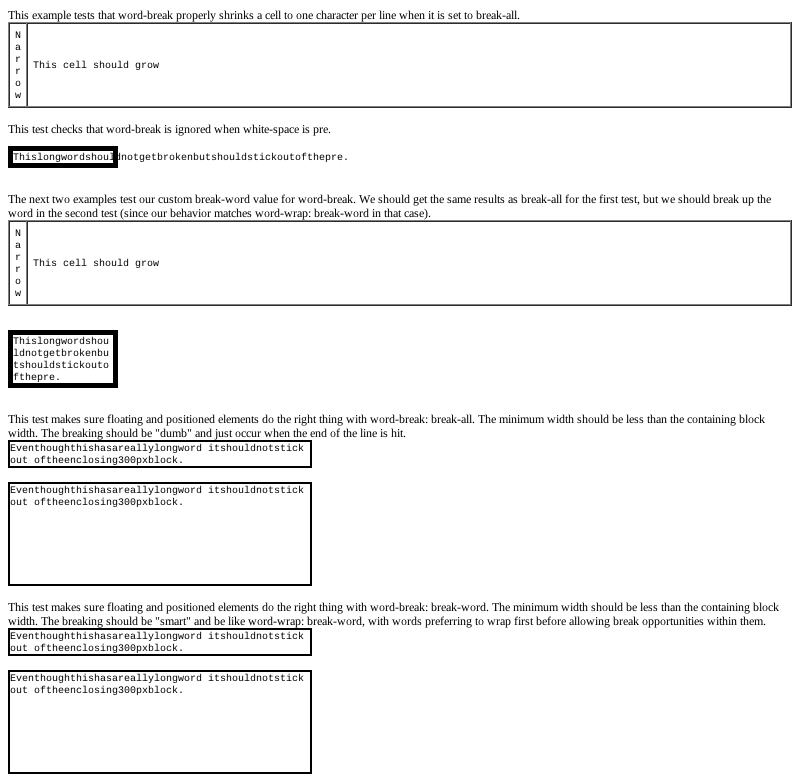 This example tests that word-break properly shrinks a cell to one character per line when it is set to break-all.
N
a
r
r
o
w
This cell should grow
This test checks that word-break is ignored when white-space is pre.
Thislongwordshouldnotgetbrokenbutshouldstickoutofthepre.
The next two examples test our custom break-word value for word-break. We should get the same results as break-all for the first test, but we should break up the
word in the second test (since our behavior matches word-wrap: break-word in that case).
N
a
r
r
o
w
This cell should grow
Thislongwordshou
ldnotgetbrokenbu
tshouldstickouto
fthepre.
This test makes sure floating and positioned elements do the right thing with word-break: break-all. The minimum width should be less than the containing block
width. The breaking should be "dumb" and just occur when the end of the line is hit.
Eventhoughthishasareallylongword itshouldnotstick
out oftheenclosing300pxblock.
Eventhoughthishasareallylongword itshouldnotstick
out oftheenclosing300pxblock.
This test makes sure floating and positioned elements do the right thing with word-break: break-word. The minimum width should be less than the containing block
width. The breaking should be "smart" and be like word-wrap: break-word, with words preferring to wrap first before allowing break opportunities within them.
Eventhoughthishasareallylongword itshouldnotstick
out oftheenclosing300pxblock.
Eventhoughthishasareallylongword itshouldnotstick
out oftheenclosing300pxblock.